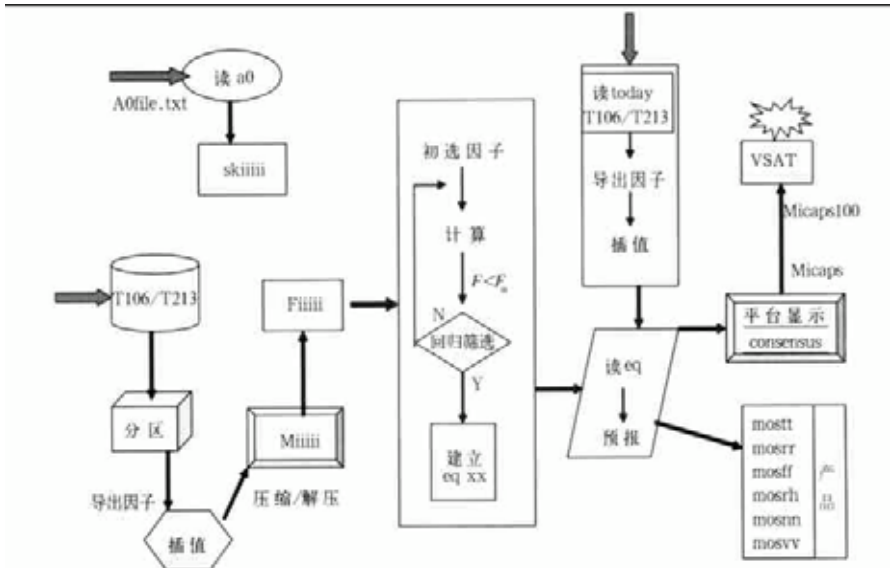 读 a0
A0file.txt
skiiiii
T106/T213
分区
导出因子
插值
压缩/解压
Miiiii
Fiiiii
初选因子
计算
F<Fα
N
回归筛选
Y
建立
eq xx
读today
T106/T213
导出因子
插值
读eq
预报
VSAT
Micaps100
Micaps
平台显示
consensus
mostt
mosrr
mosff
mosrh
mosnn
mosvv
产品